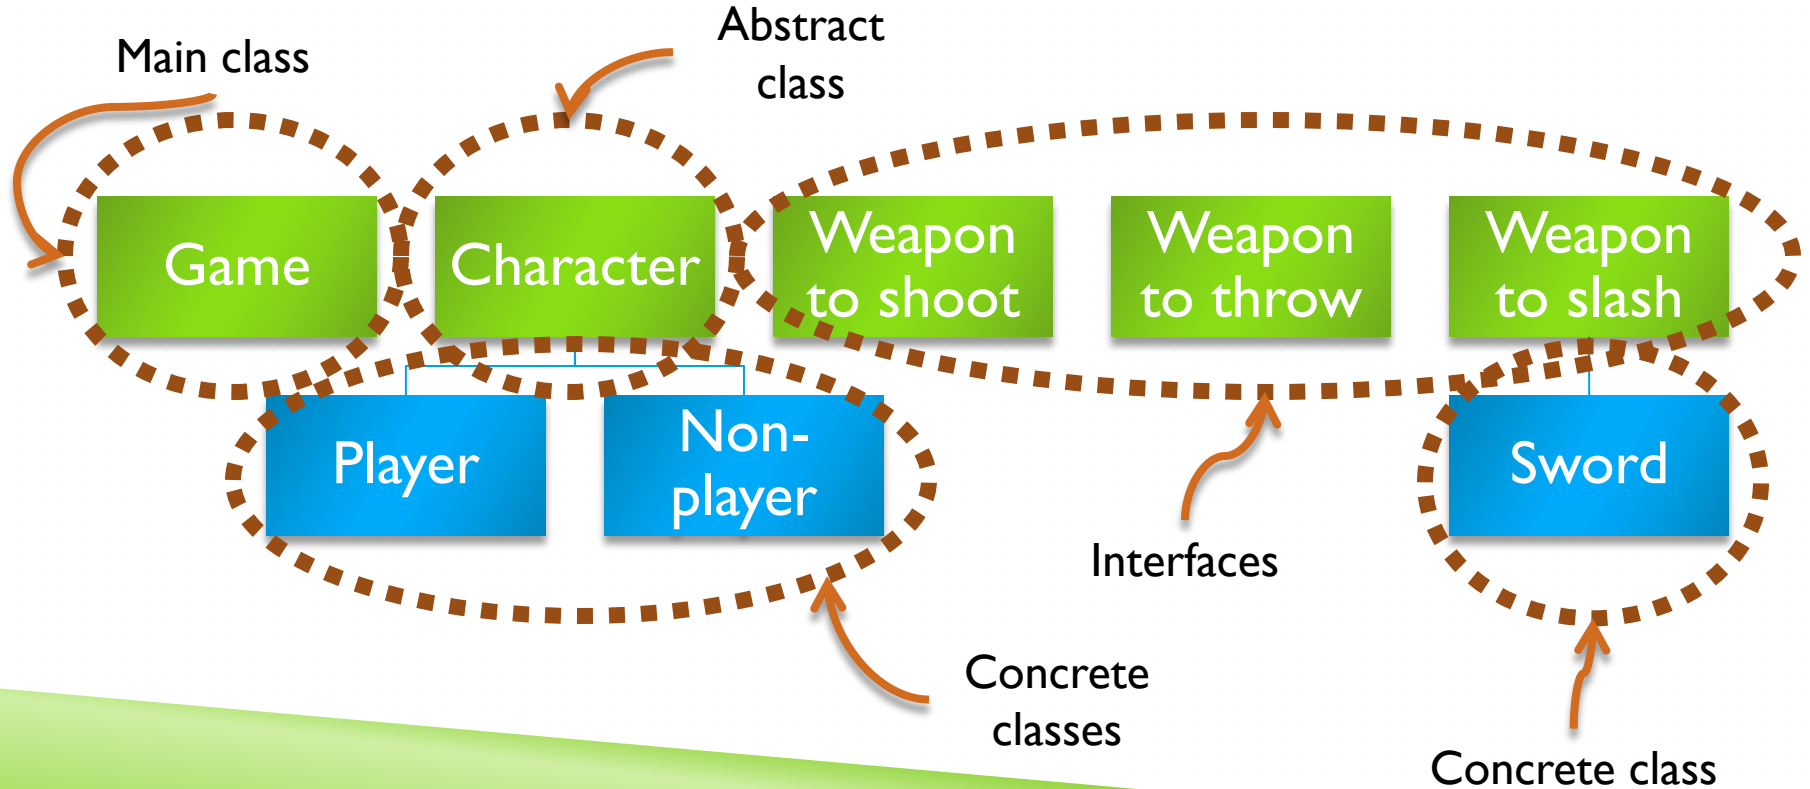 Abstract
class
Main class
Game
Character
Weapon
to shoot
Weapon
to throw
Weapon
to slash
Player
Non-
player
Sword
Interfaces
Concrete
classes
Concrete class